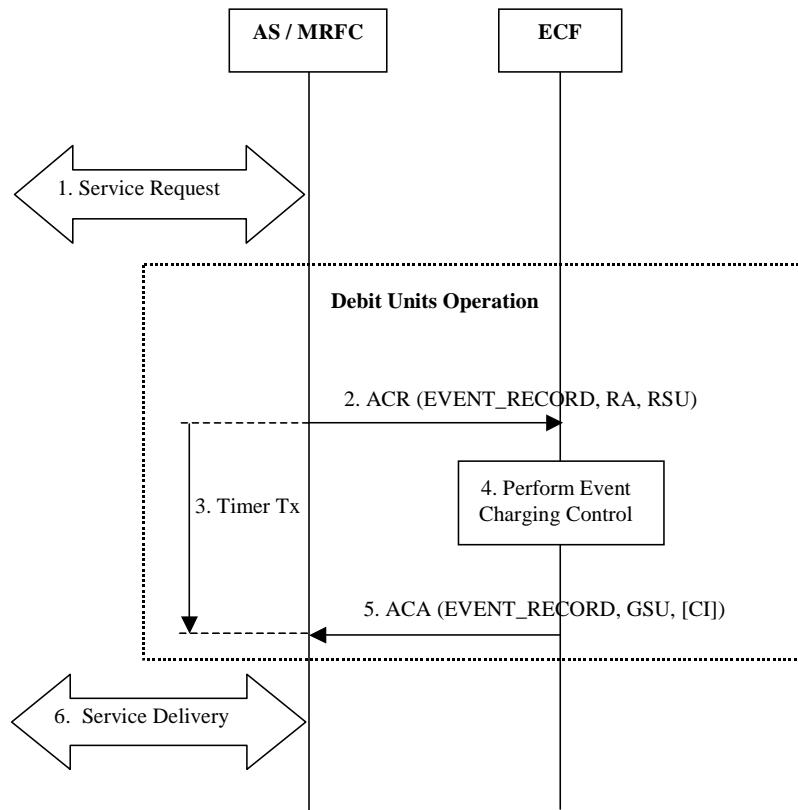 AS / MRFC
ECF
1. Service Request
Debit Units Operation
2. ACR (EVENT_RECORD, RA, RSU)
3. Timer Tx
4. Perform Event
Charging Control
5. ACA (EVENT_RECORD, GSU, [CI])
6. Service Delivery